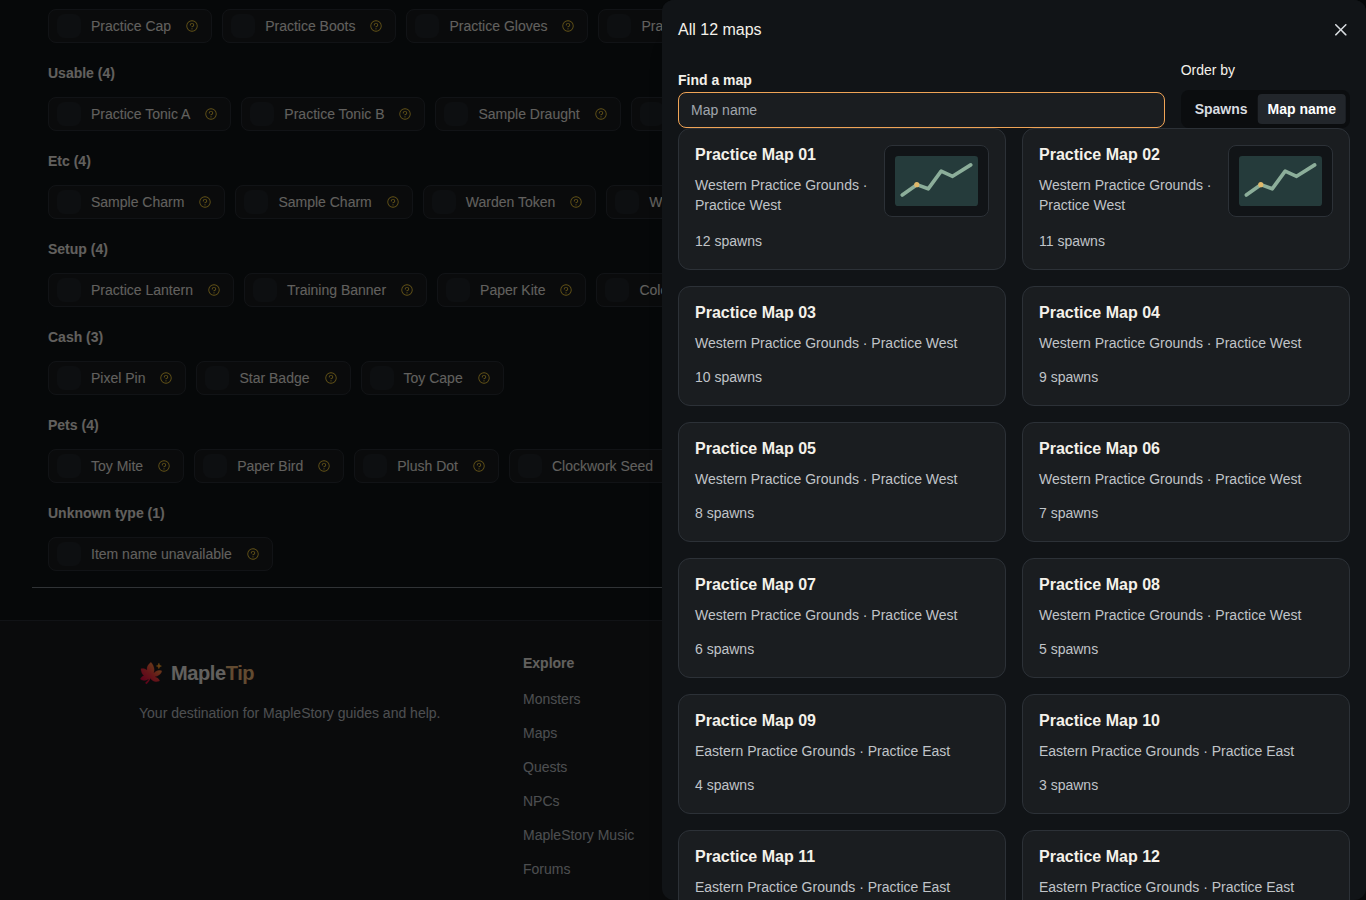 Practice Cap
Practice Boots
Practice Gloves
Usable (4)
Practice Tonic A
Practice Tonic B
Sample Draught
Etc (4)
Sample Charm
Sample Charm
Warden Token
Setup (4)
Practice Lantern
Training Banner
Paper Kite
Cash (3)
Pixel Pin
Star Badge
Toy Cape
Pets (4)
Toy Mite
Paper Bird
Plush Dot
Clockwork Seed
Unknown type (1)
Item name unavailable
MapleTip
Your destination for MapleStory guides and help.
Explore
Monsters
Maps
Quests
NPCs
MapleStory Music
Forums
All 12 maps
Find a map
Map name
Order by
Spawns
Map name
Practice Map 01
Western Practice Grounds ·
Practice West
12 spawns
Practice Map 02
Western Practice Grounds ·
Practice West
11 spawns
Practice Map 03
Western Practice Grounds · Practice West
10 spawns
Practice Map 04
Western Practice Grounds · Practice West
9 spawns
Practice Map 05
Western Practice Grounds · Practice West
8 spawns
Practice Map 06
Western Practice Grounds · Practice West
7 spawns
Practice Map 07
Western Practice Grounds · Practice West
6 spawns
Practice Map 08
Western Practice Grounds · Practice West
5 spawns
Practice Map 09
Eastern Practice Grounds · Practice East
4 spawns
Practice Map 10
Eastern Practice Grounds · Practice East
3 spawns
Practice Map 11
Eastern Practice Grounds · Practice East
Practice Map 12
Eastern Practice Grounds · Practice East